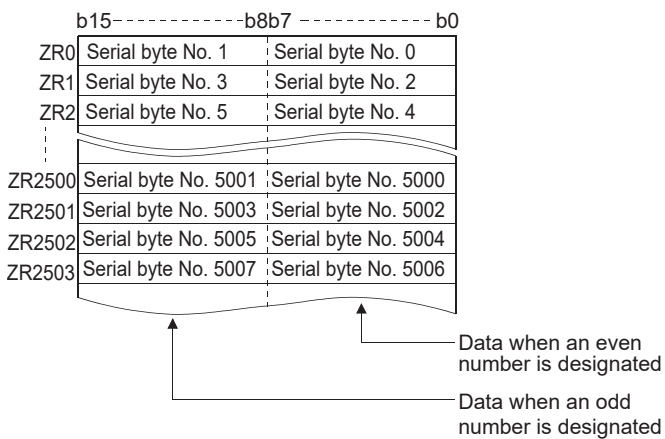 b15 b8b7 b0
ZR0 Serial byte No. 1 Serial byte No. 0
ZR1 Serial byte No. 3 Serial byte No. 2
ZR2 Serial byte No. 5 Serial byte No. 4
ZR2500 Serial byte No. 5001 Serial byte No. 5000
ZR2501 Serial byte No. 5003 Serial byte No. 5002
ZR2502 Serial byte No. 5005 Serial byte No. 5004
ZR2503 Serial byte No. 5007 Serial byte No. 5006
Data when an even
number is designated
Data when an odd
number is designated